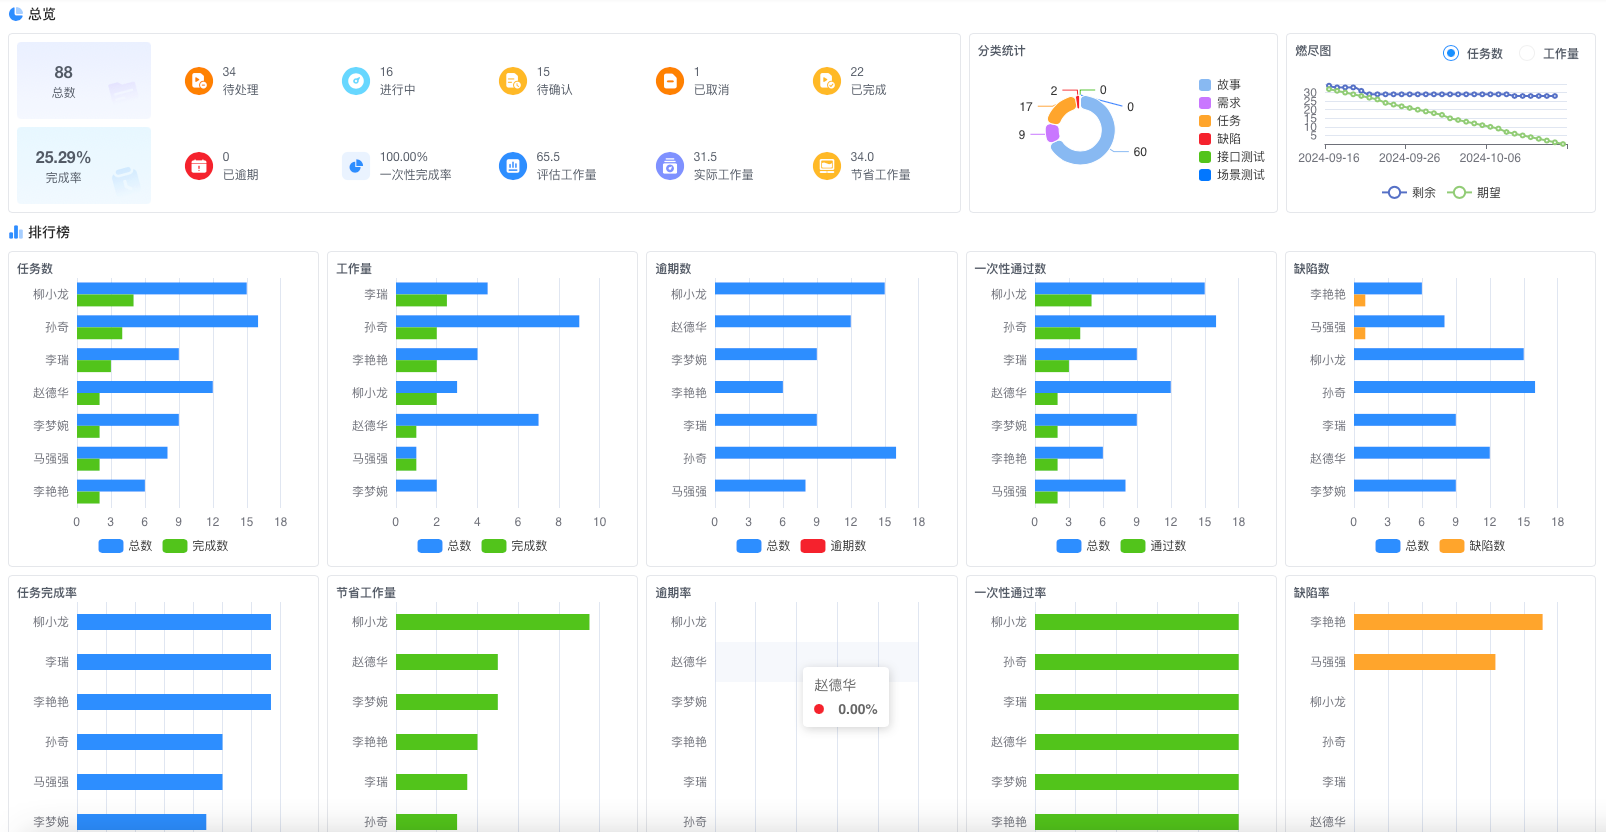 总览
88
总数
34
待处理
16
进行中
15
待确认
1
已取消
22
已完成
25.29%
完成率
0
已逾期
100.00%
一次性完成率
65.5
评估工作量
31.5
实际工作量
34.0
节省工作量
分类统计
2
0
17
0
9
60
故事
需求
任务
缺陷
接口测试
场景测试
燃尽图
任务数
工作量
30
25
20
15
10
5
2024-09-16 2024-09-26 2024-10-06
剩余 期望
排行榜
任务数
柳小龙
孙奇
李瑞
赵德华
李梦婉
马强强
李艳艳
0 3 6 9 12 15 18
总数 完成数
工作量
李瑞
孙奇
李艳艳
柳小龙
赵德华
马强强
李梦婉
0 2 4 6 8 10
总数 完成数
逾期数
柳小龙
赵德华
李梦婉
李艳艳
李瑞
孙奇
马强强
0 3 6 9 12 15 18
总数 逾期数
一次性通过数
柳小龙
孙奇
李瑞
赵德华
李梦婉
李艳艳
马强强
0 3 6 9 12 15 18
总数 通过数
缺陷数
李艳艳
马强强
柳小龙
孙奇
李瑞
赵德华
李梦婉
0 3 6 9 12 15 18
总数 缺陷数
任务完成率
柳小龙
李瑞
李艳艳
孙奇
马强强
李梦婉
节省工作量
柳小龙
赵德华
李梦婉
李艳艳
李瑞
孙奇
逾期率
柳小龙
赵德华
李梦婉
李艳艳
李瑞
孙奇
赵德华
0.00%
一次性通过率
柳小龙
孙奇
李瑞
赵德华
李梦婉
李艳艳
缺陷率
李艳艳
马强强
柳小龙
孙奇
李瑞
赵德华